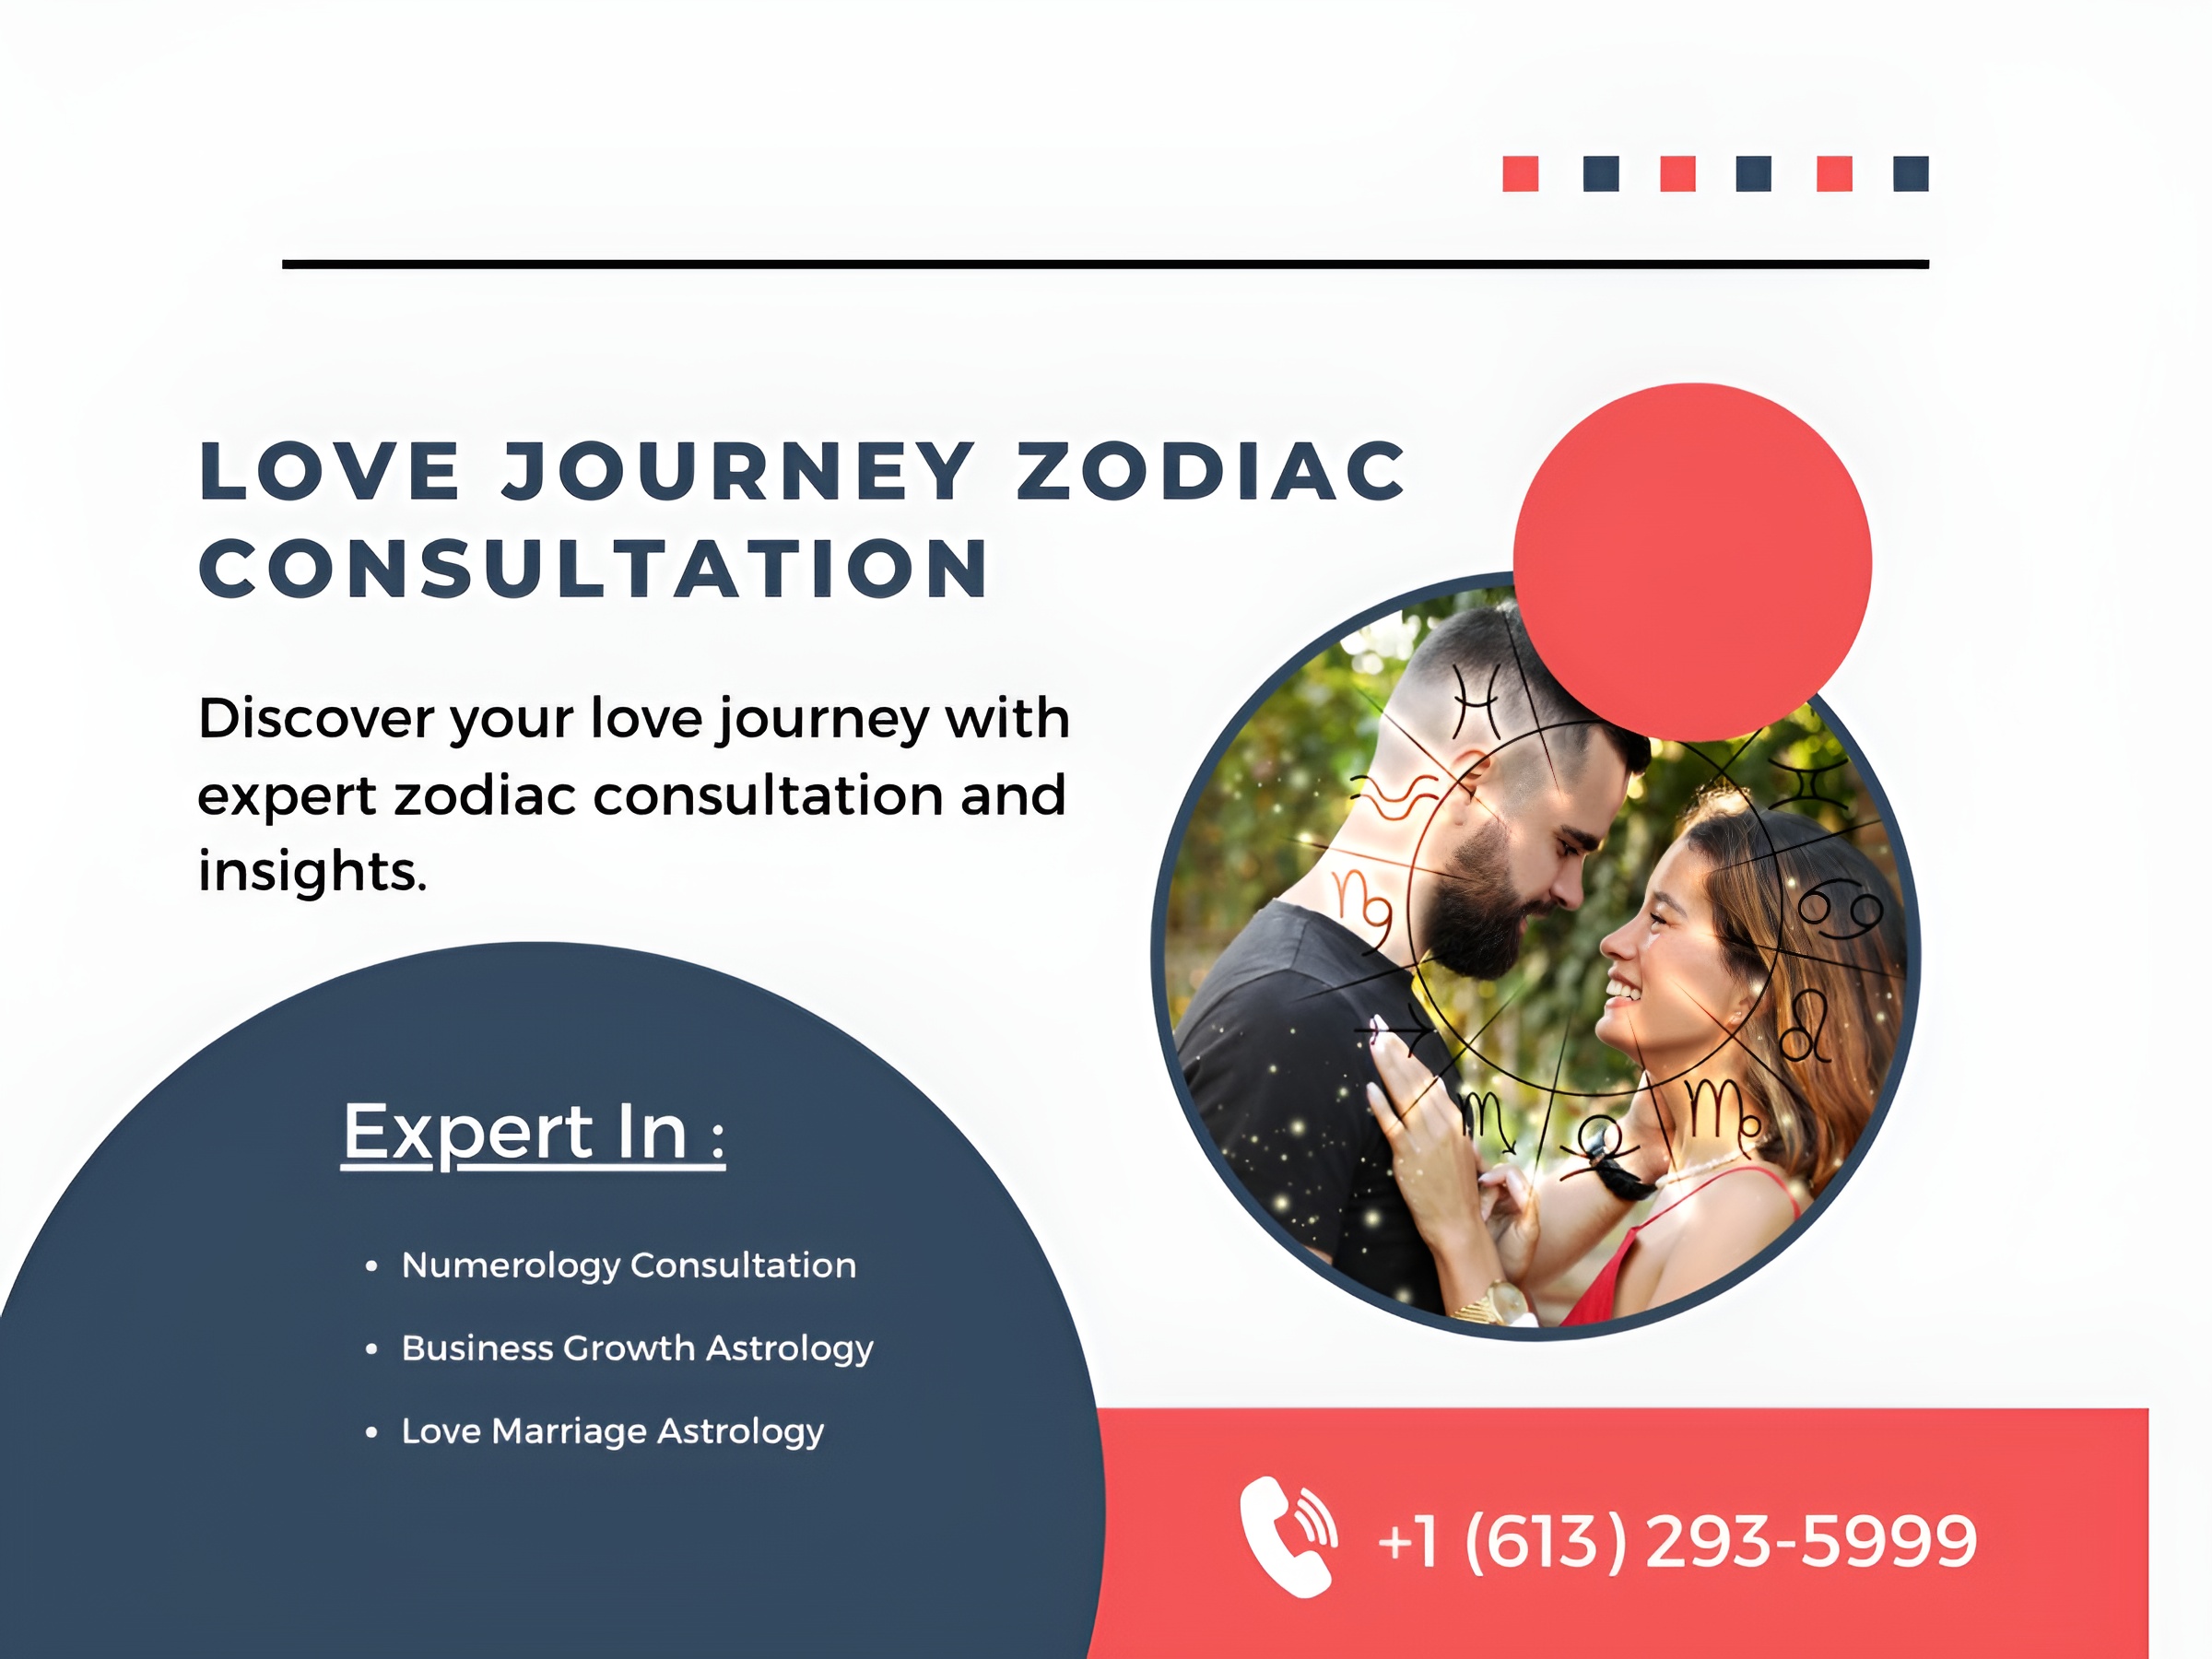 LOVE JOURNEY ZODIAC
CONSULTATION
Discover your love journey with
expert zodiac consultation and
insights.
Expert In :
• Numerology Consultation
• Business Growth Astrology
• Love Marriage Astrology
+1 (613) 293-5999